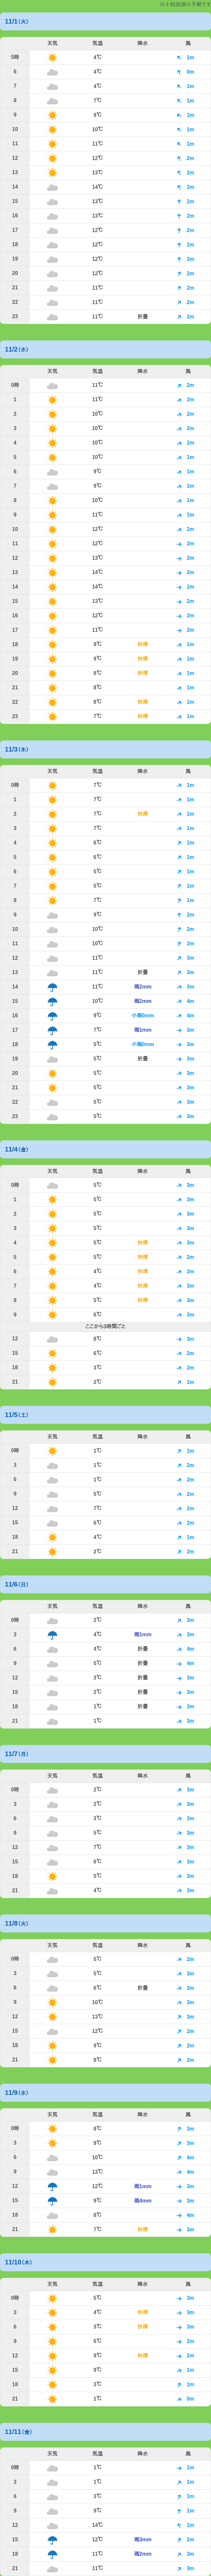 ※十和田湖の予報です
11/1(火)
天気 気温 降水 風
5時 4℃ 1m
6 4℃ 0m
7 4℃ 1m
8 7℃ 1m
9 9℃ 1m
10 10℃ 1m
11 11℃ 1m
12 12℃ 2m
13 13℃ 2m
14 14℃ 2m
15 13℃ 2m
16 13℃ 2m
17 12℃ 2m
18 12℃ 2m
19 12℃ 2m
20 12℃ 2m
21 11℃ 2m
22 11℃ 2m
23 11℃ 折畳 2m
11/2(水)
天気 気温 降水 風
0時 11℃ 2m
1 11℃ 2m
2 10℃ 2m
3 10℃ 2m
4 10℃ 2m
5 10℃ 1m
6 9℃ 1m
7 9℃ 1m
8 10℃ 1m
9 11℃ 1m
10 12℃ 2m
11 12℃ 2m
12 13℃ 2m
13 14℃ 2m
14 14℃ 2m
15 13℃ 2m
16 12℃ 2m
17 11℃ 2m
18 9℃ 快晴 1m
19 9℃ 快晴 1m
20 8℃ 快晴 1m
21 8℃ 1m
22 8℃ 快晴 1m
23 7℃ 快晴 1m
11/3(木)
天気 気温 降水 風
0時 7℃ 1m
1 7℃ 1m
2 7℃ 快晴 1m
3 7℃ 1m
4 6℃ 1m
5 6℃ 1m
6 5℃ 1m
7 5℃ 1m
8 7℃ 1m
9 9℃ 2m
10 10℃ 2m
11 10℃ 2m
12 11℃ 3m
13 11℃ 折畳 3m
14 11℃ 雨2mm 3m
15 10℃ 雨2mm 4m
16 9℃ 小雨0mm 4m
17 7℃ 雨1mm 3m
18 5℃ 小雨0mm 3m
19 5℃ 折畳 3m
20 5℃ 3m
21 5℃ 3m
22 5℃ 3m
23 5℃ 3m
11/4(金)
天気 気温 降水 風
0時 5℃ 3m
1 5℃ 3m
2 5℃ 3m
3 5℃ 3m
4 5℃ 快晴 3m
5 5℃ 快晴 2m
6 4℃ 快晴 2m
7 4℃ 快晴 3m
8 5℃ 快晴 3m
9 6℃ 3m
ここから3時間ごと
12 8℃ 3m
15 6℃ 2m
18 3℃ 2m
21 2℃ 1m
11/5(土)
天気 気温 降水 風
0時 1℃ 1m
3 1℃ 2m
6 1℃ 2m
9 5℃ 2m
12 7℃ 2m
15 6℃ 2m
18 4℃ 1m
21 2℃ 2m
11/6(日)
天気 気温 降水 風
0時 2℃ 3m
3 4℃ 雨1mm 3m
6 4℃ 折畳 4m
9 5℃ 折畳 4m
12 3℃ 折畳 3m
15 2℃ 折畳 3m
18 1℃ 折畳 3m
21 1℃ 3m
11/7(月)
天気 気温 降水 風
0時 2℃ 3m
3 2℃ 2m
6 3℃ 3m
9 5℃ 3m
12 7℃ 3m
15 6℃ 3m
18 5℃ 3m
21 4℃ 3m
11/8(火)
天気 気温 降水 風
0時 5℃ 2m
3 5℃ 3m
6 6℃ 折畳 3m
9 10℃ 3m
12 13℃ 3m
15 12℃ 2m
18 9℃ 2m
21 8℃ 2m
11/9(水)
天気 気温 降水 風
0時 8℃ 3m
3 9℃ 3m
6 10℃ 4m
9 13℃ 4m
12 12℃ 雨1mm 3m
15 9℃ 雨4mm 3m
18 8℃ 4m
21 7℃ 快晴 3m
11/10(木)
天気 気温 降水 風
0時 5℃ 3m
3 4℃ 快晴 3m
6 3℃ 快晴 3m
9 6℃ 2m
12 9℃ 快晴 2m
15 9℃ 1m
18 3℃ 1m
21 1℃ 0m
11/11(金)
天気 気温 降水 風
0時 1℃ 1m
3 1℃ 1m
6 3℃ 1m
9 9℃ 1m
12 14℃ 1m
15 12℃ 雨3mm 2m
18 11℃ 雨2mm 3m
21 11℃ 3m